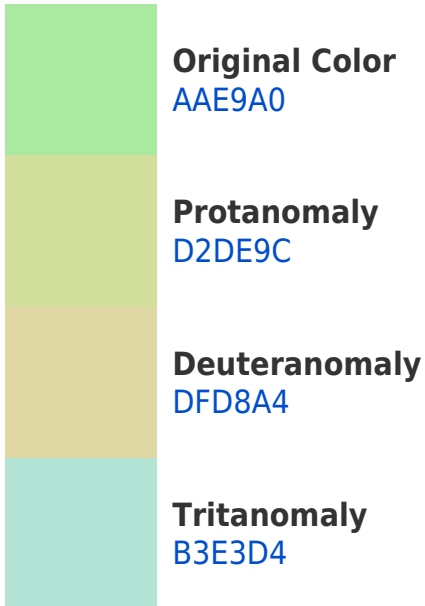 Original Color
AAE9A0
Protanomaly
D2DE9C
Deuteranomaly
DFD8A4
Tritanomaly
B3E3D4